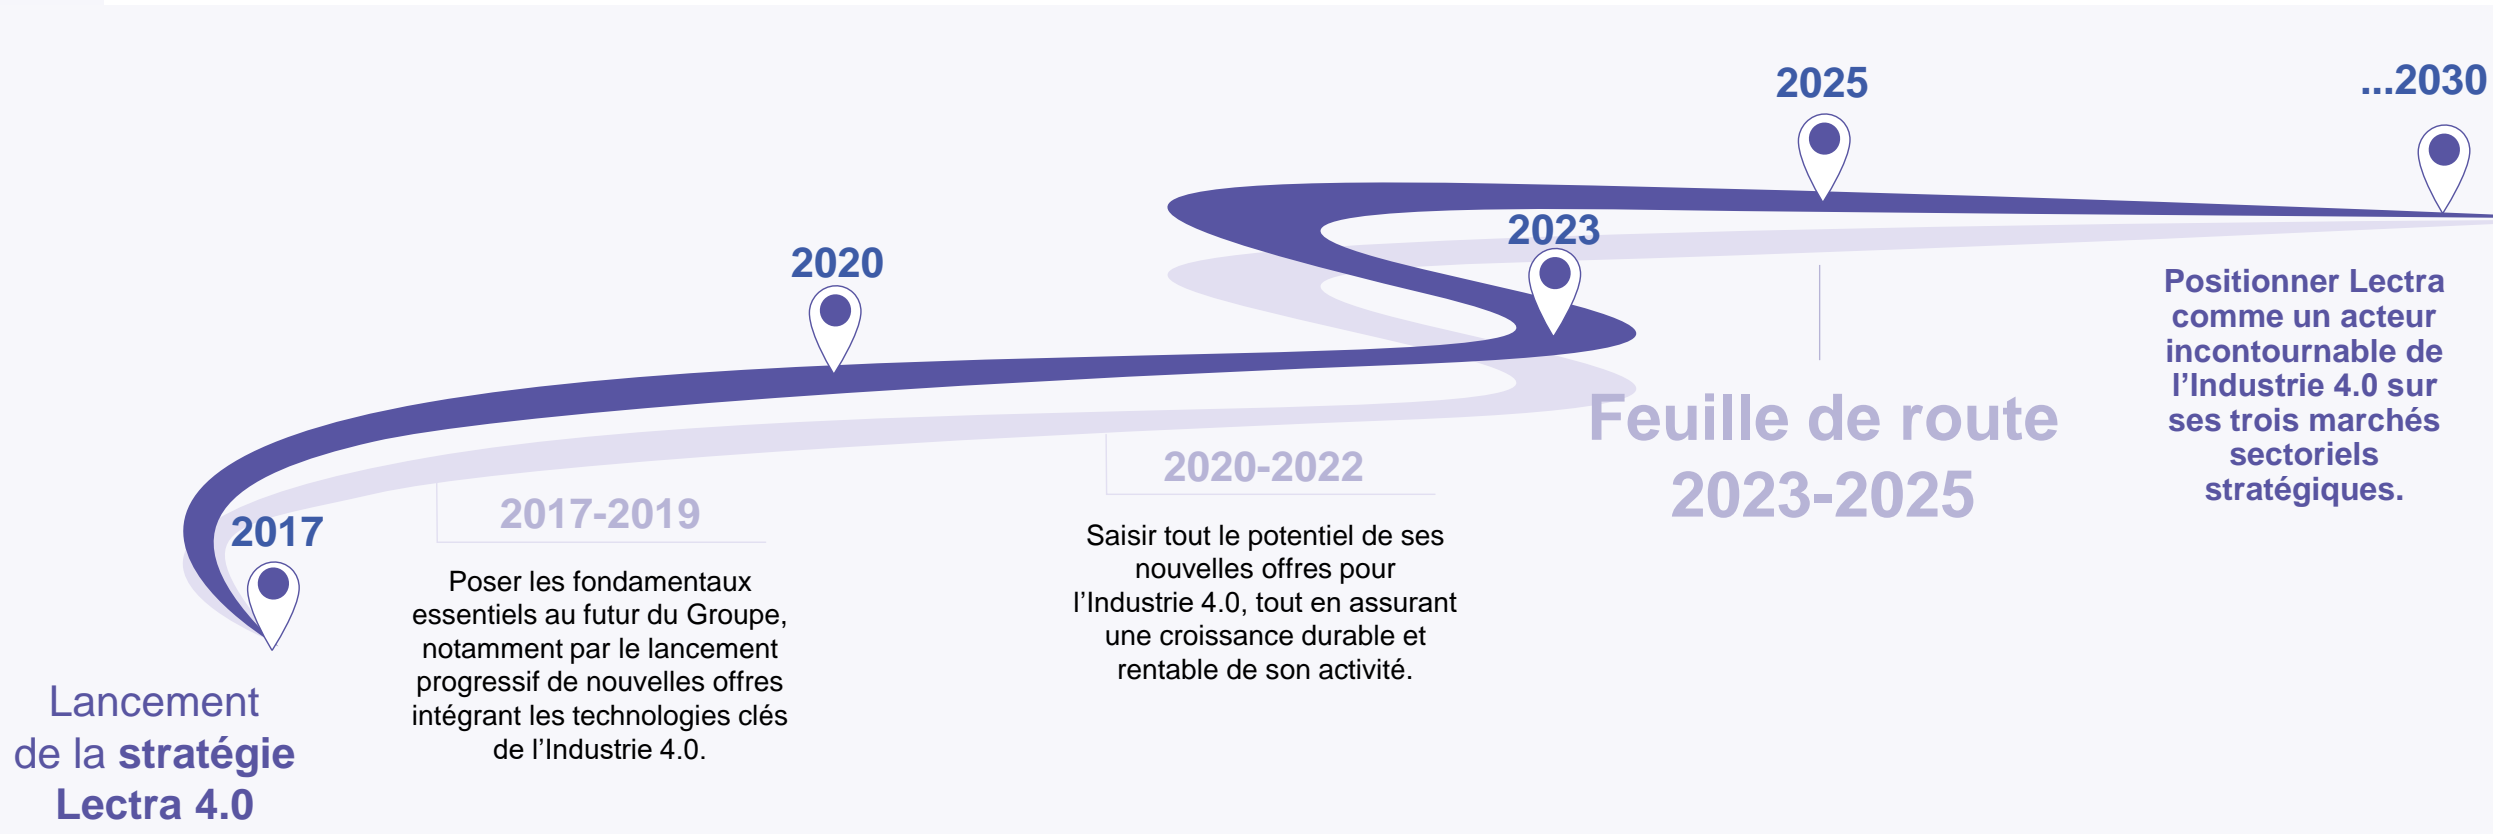 2017
Lancement
de la stratégie
Lectra 4.0
2017-2019
Poser les fondamentaux
essentiels au futur du Groupe,
notamment par le lancement
progressif de nouvelles offres
intégrant les technologies clés
de l’Industrie 4.0.
2020
2020-2022
Saisir tout le potentiel de ses
nouvelles offres pour
l’Industrie 4.0, tout en assurant
une croissance durable et
rentable de son activité.
2023
2025
Feuille de route
2023-2025
...2030
Positionner Lectra
comme un acteur
incontournable de
l’Industrie 4.0 sur
ses trois marchés
sectoriels
stratégiques.